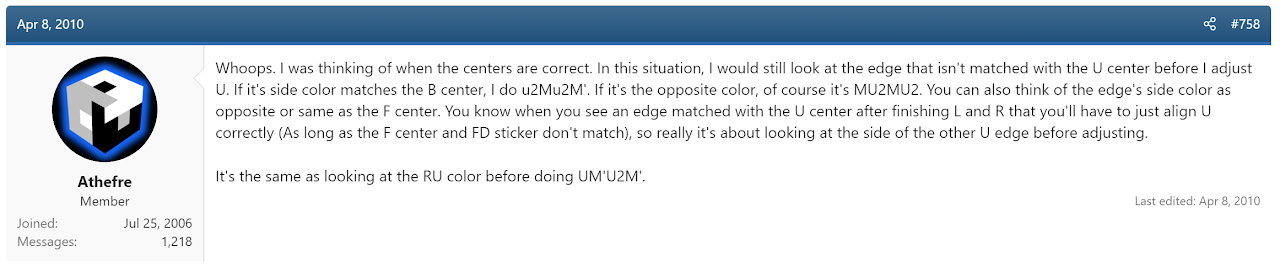 Apr 8, 2010
#758
Whoops. I was thinking of when the centers are correct. In this situation, I would still look at the edge that isn't matched with the U center before I adjust
U. If it's side color matches the B center, I do u2Mu2M'. If it's the opposite color, of course it's MU2MU2. You can also think of the edge's side color as
opposite or same as the F center. You know when you see an edge matched with the U center after finishing L and R that you'll have to just align U
correctly (As long as the F center and FD sticker don't match), so really it's about looking at the side of the other U edge before adjusting.
It's the same as looking at the RU color before doing UM'U2M'.
Last edited: Apr 8, 2010
Athefre
Member
Joined: Jul 25, 2006
Messages: 1,218